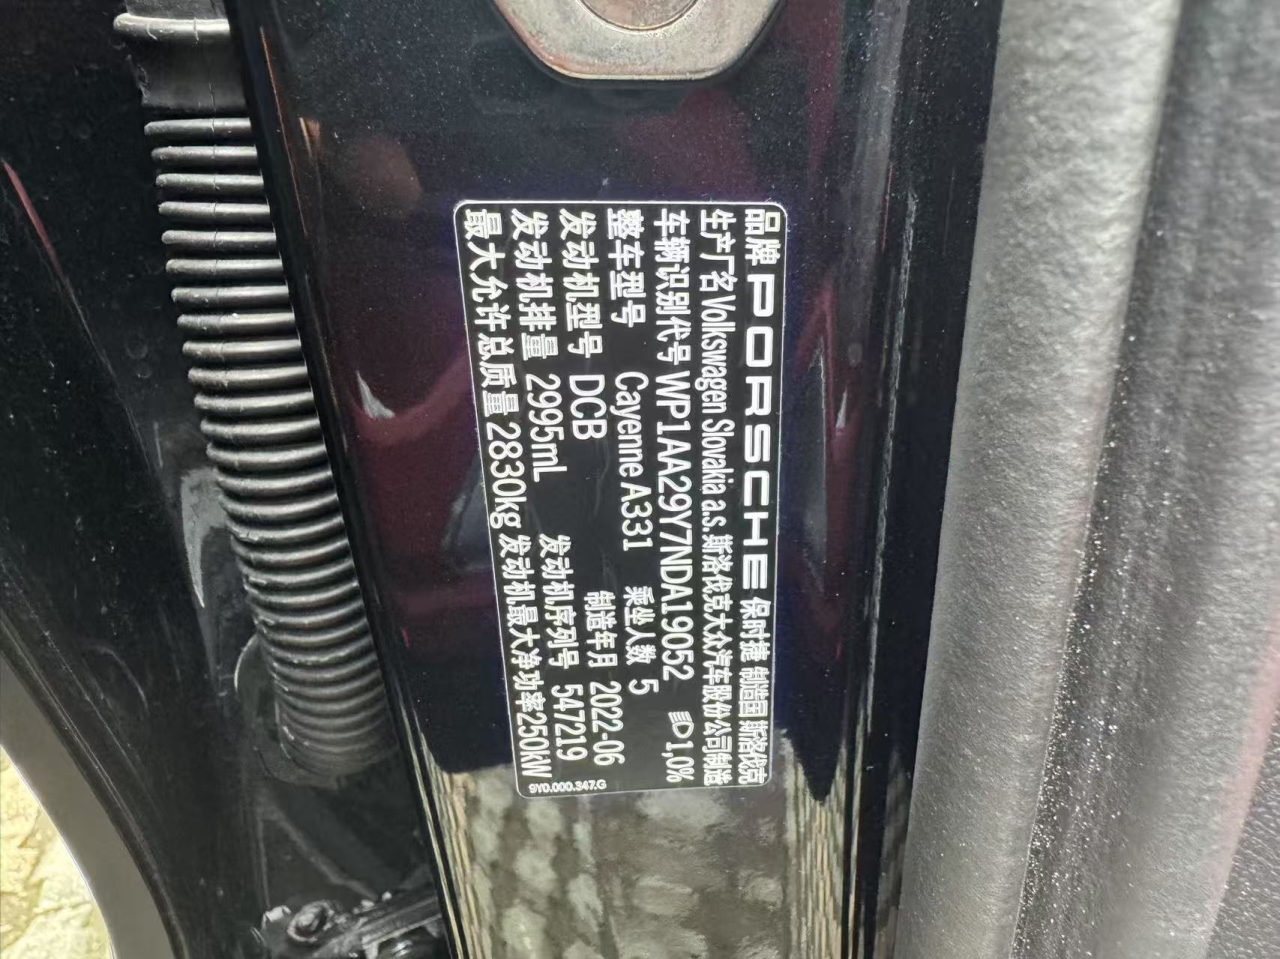 品牌 PORSCHE 保时捷 制造国 斯洛伐克
生产厂名 Volkswagen Slovakia a.s.斯洛伐克大众汽车股份公司制造
车辆识别代号 WP1AA29Y7NDA19052 1,0%
整车型号 Cayenne A331 乘坐人数 5
发动机型号 DCB 制造年月 2022-06
发动机排量 2995mL 发动机序列号 547219
最大允许总质量 2830kg 发动机最大净功率250kW
9Y0.000.347.G